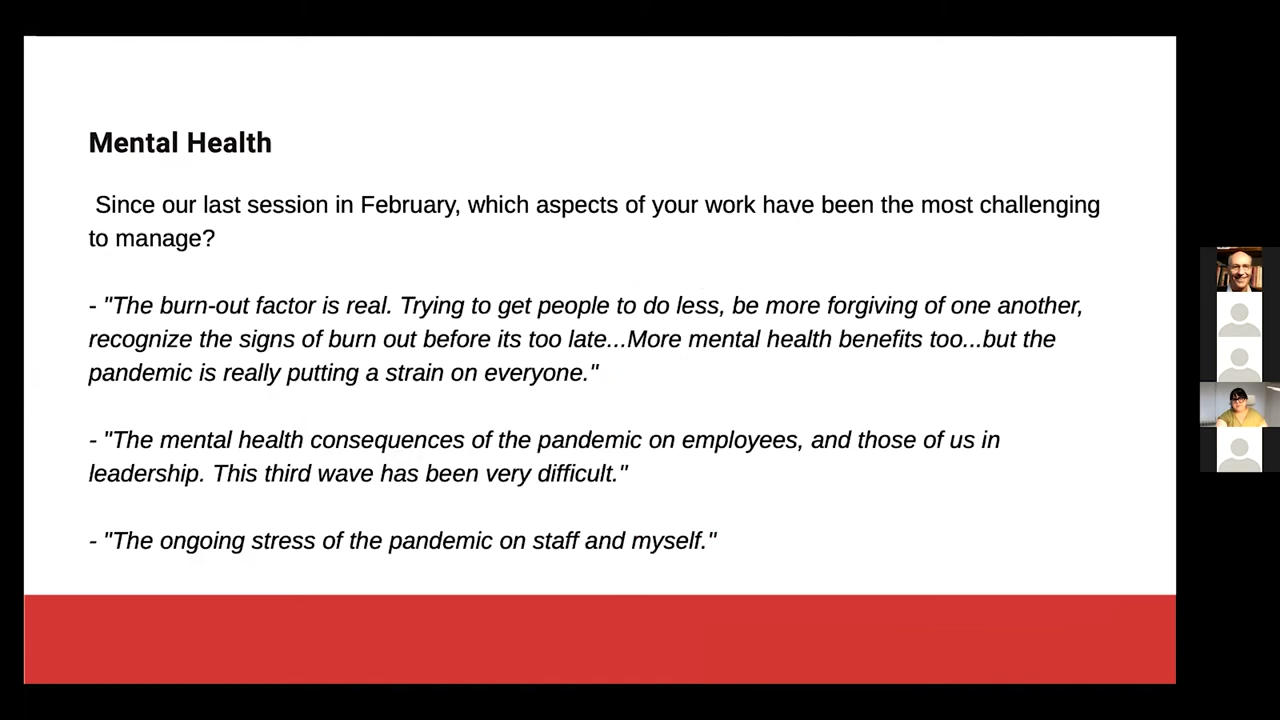 Mental Health
Since our last session in February, which aspects of your work have been the most challenging
to manage?
- "The burn-out factor is real. Trying to get people to do less, be more forgiving of one another,
recognize the signs of burn out before its too late...More mental health benefits too...but the
pandemic is really putting a strain on everyone."
- "The mental health consequences of the pandemic on employees, and those of us in
leadership. This third wave has been very difficult."
- "The ongoing stress of the pandemic on staff and myself."